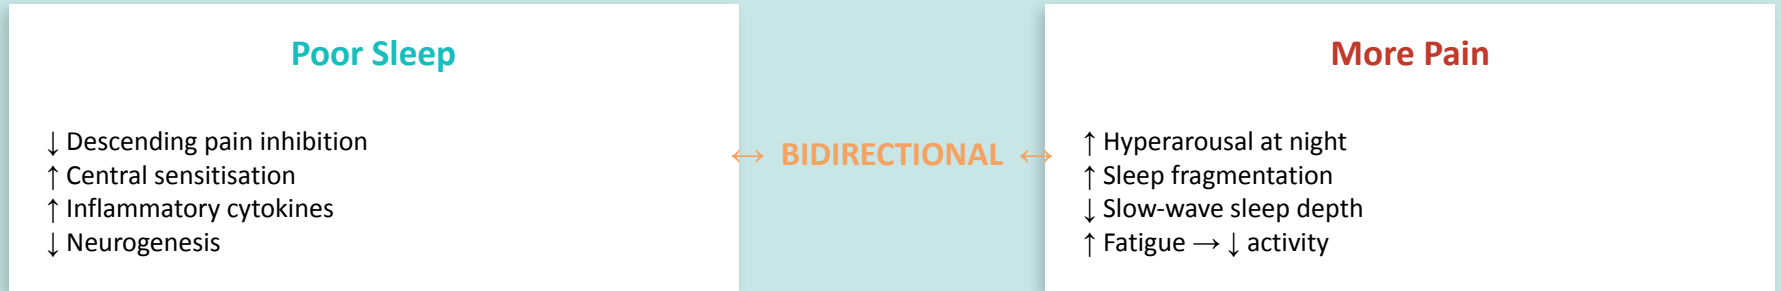 Poor Sleep
↓ Descending pain inhibition
↑ Central sensitisation
↑ Inflammatory cytokines
↓ Neurogenesis
↔ BIDIRECTIONAL ↔
More Pain
↑ Hyperarousal at night
↑ Sleep fragmentation
↓ Slow-wave sleep depth
↑ Fatigue → ↓ activity